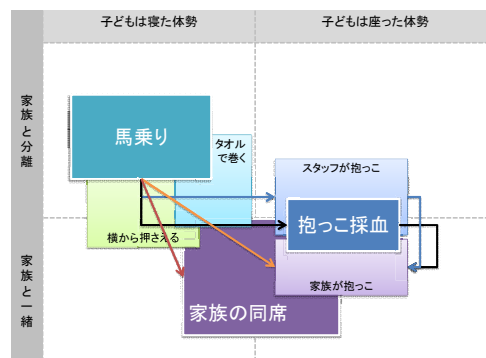 子どもは寝た体勢
子どもは座った体勢
家族と分離
馬乗り
タオル
で巻く
スタッフが抱っこ
抱っこ採血
横から押さえる
家族と一緒
家族が抱っこ
家族の同席